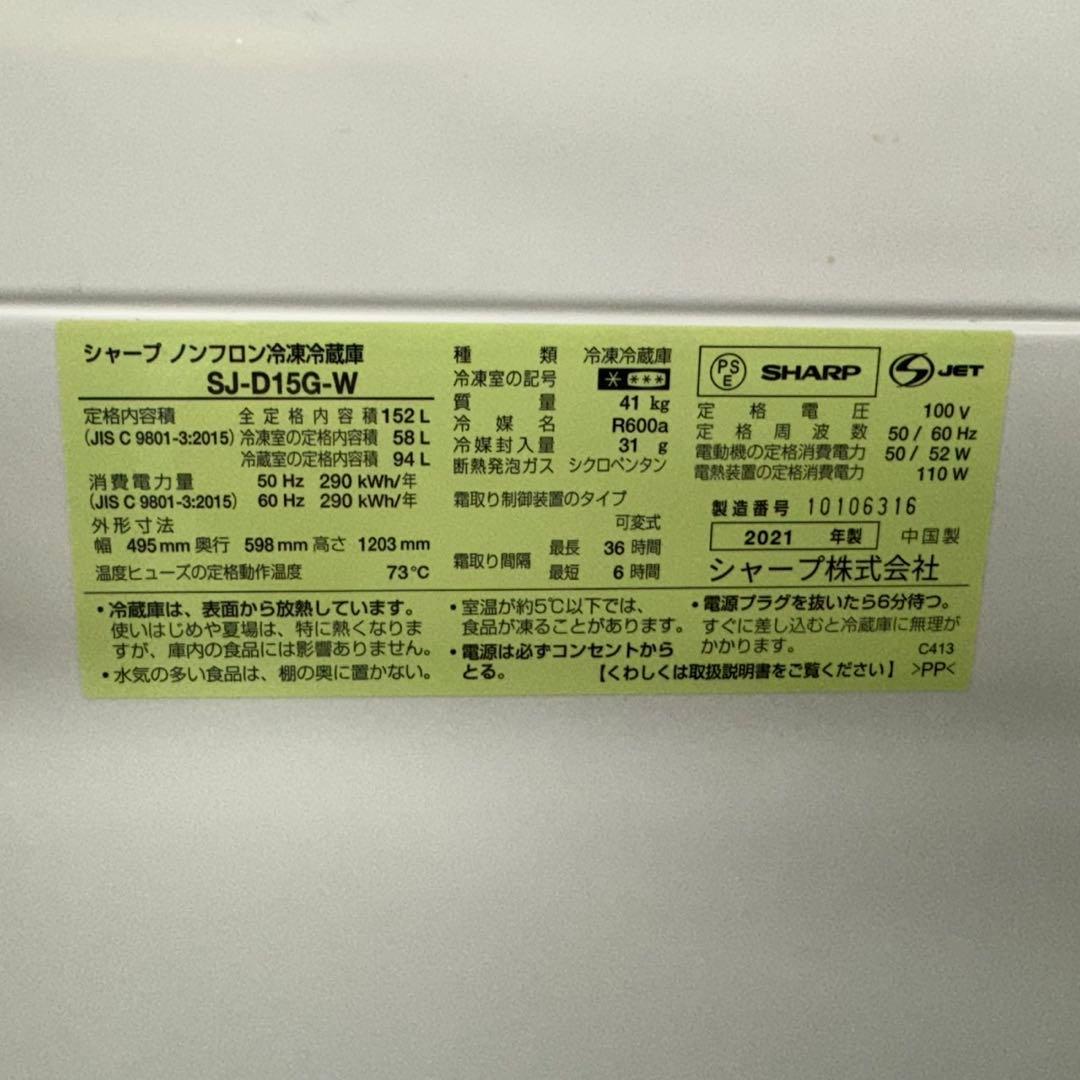 シャープ ノンフロン冷凍冷蔵庫
SJ-D15G-W
定格内容積 全定格内容積 152 L
(JIS C 9801-3:2015) 冷凍室の定格内容積 58 L
冷蔵室の定格内容積 94 L
消費電力量 50 Hz 290 kWh/年
(JIS C 9801-3:2015) 60 Hz 290 kWh/年
外形寸法
幅 495 mm 奥行 598 mm 高さ 1203 mm
温度ヒューズの定格動作温度 73℃
種類 冷凍冷蔵庫
冷凍室の記号 * ***
質量 41 kg
冷媒名 R600a
冷媒封入量 31 g
断熱発泡ガス シクロペンタン
霜取り制御装置のタイプ
可変式
霜取り間隔 最長 36 時間
最短 6 時間
PSE SHARP S JET
定格電圧 100 V
定格周波数 50 / 60 Hz
電動機の定格消費電力 50 / 52 W
電熱装置の定格消費電力 110 W
製造番号 10106316
2021 年製 中国製
シャープ株式会社
・冷蔵庫は、表面から放熱しています。
使いはじめや夏場は、特に熱くなりま
すが、庫内の食品には影響ありません。
・水気の多い食品は、棚の奥に置かない。
・室温が約5℃以下では、
食品が凍ることがあります。
・電源は必ずコンセントから
とる。
・電源プラグを抜いたら6分待つ。
すぐに差し込むと冷蔵庫に無理が
かかります。 C413
【くわしくは取扱説明書をご覧ください】 >PP<